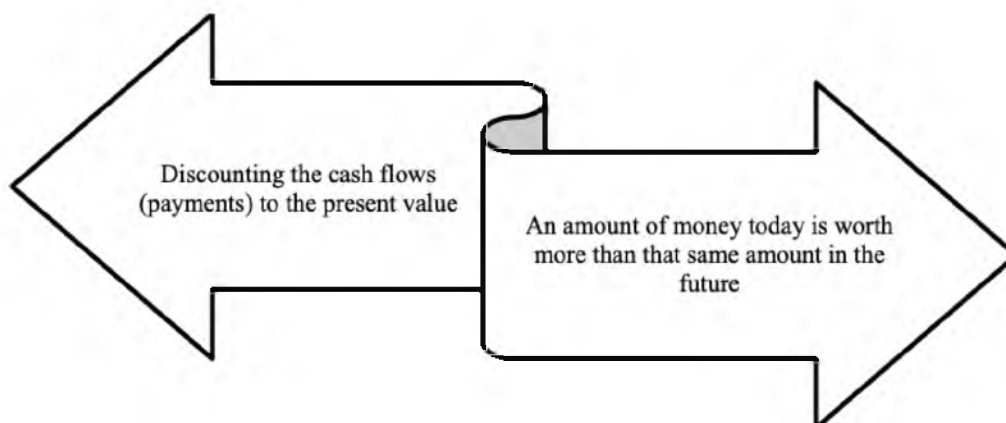 Discounting the cash flows
(payments) to the present value
An amount of money today is worth
more than that same amount in the
future